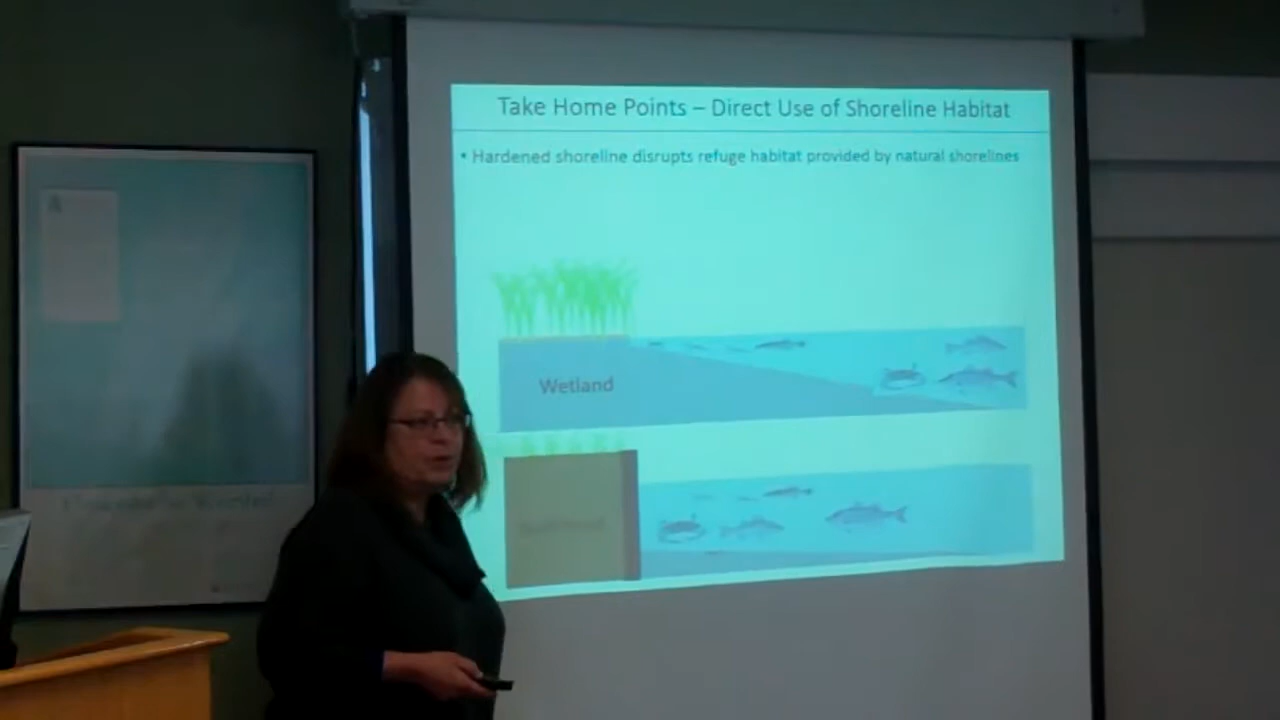 Take Home Points – Direct Use of Shoreline Habitat
• Hardened shoreline disrupts refuge habitat provided by natural shorelines
Wetland